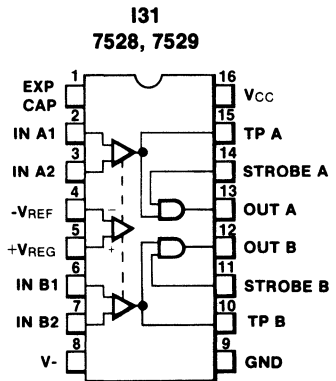 I31
7528, 7529
1 16
EXP CAP VCC
2 15
IN A1 TP A
3 14
IN A2 STROBE A
4 13
-VREF − OUT A
5 12
+VREG + OUT B
6 11
IN B1 STROBE B
7 10
IN B2 TP B
8 9
V- GND